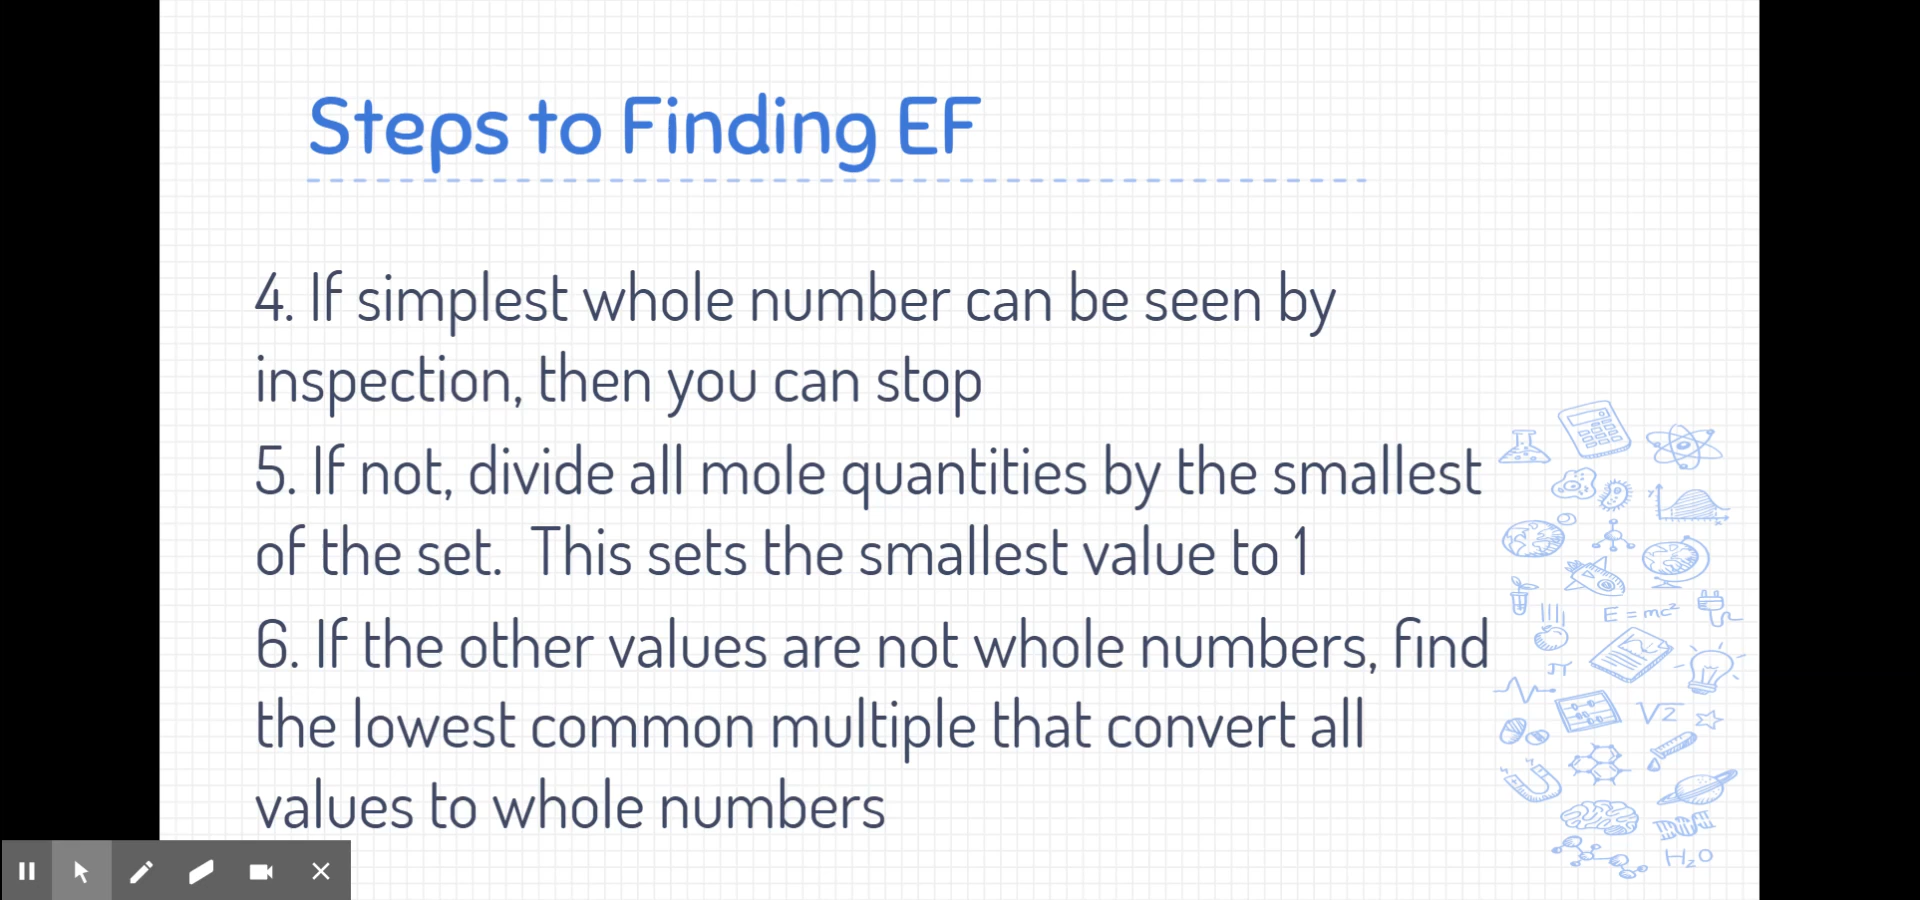 Steps to Finding EF
4. If simplest whole number can be seen by
inspection, then you can stop
5. If not, divide all mole quantities by the smallest
of the set.  This sets the smallest value to 1
6. If the other values are not whole numbers, find
the lowest common multiple that convert all
values to whole numbers
E = mc²
π
√2
H₂O